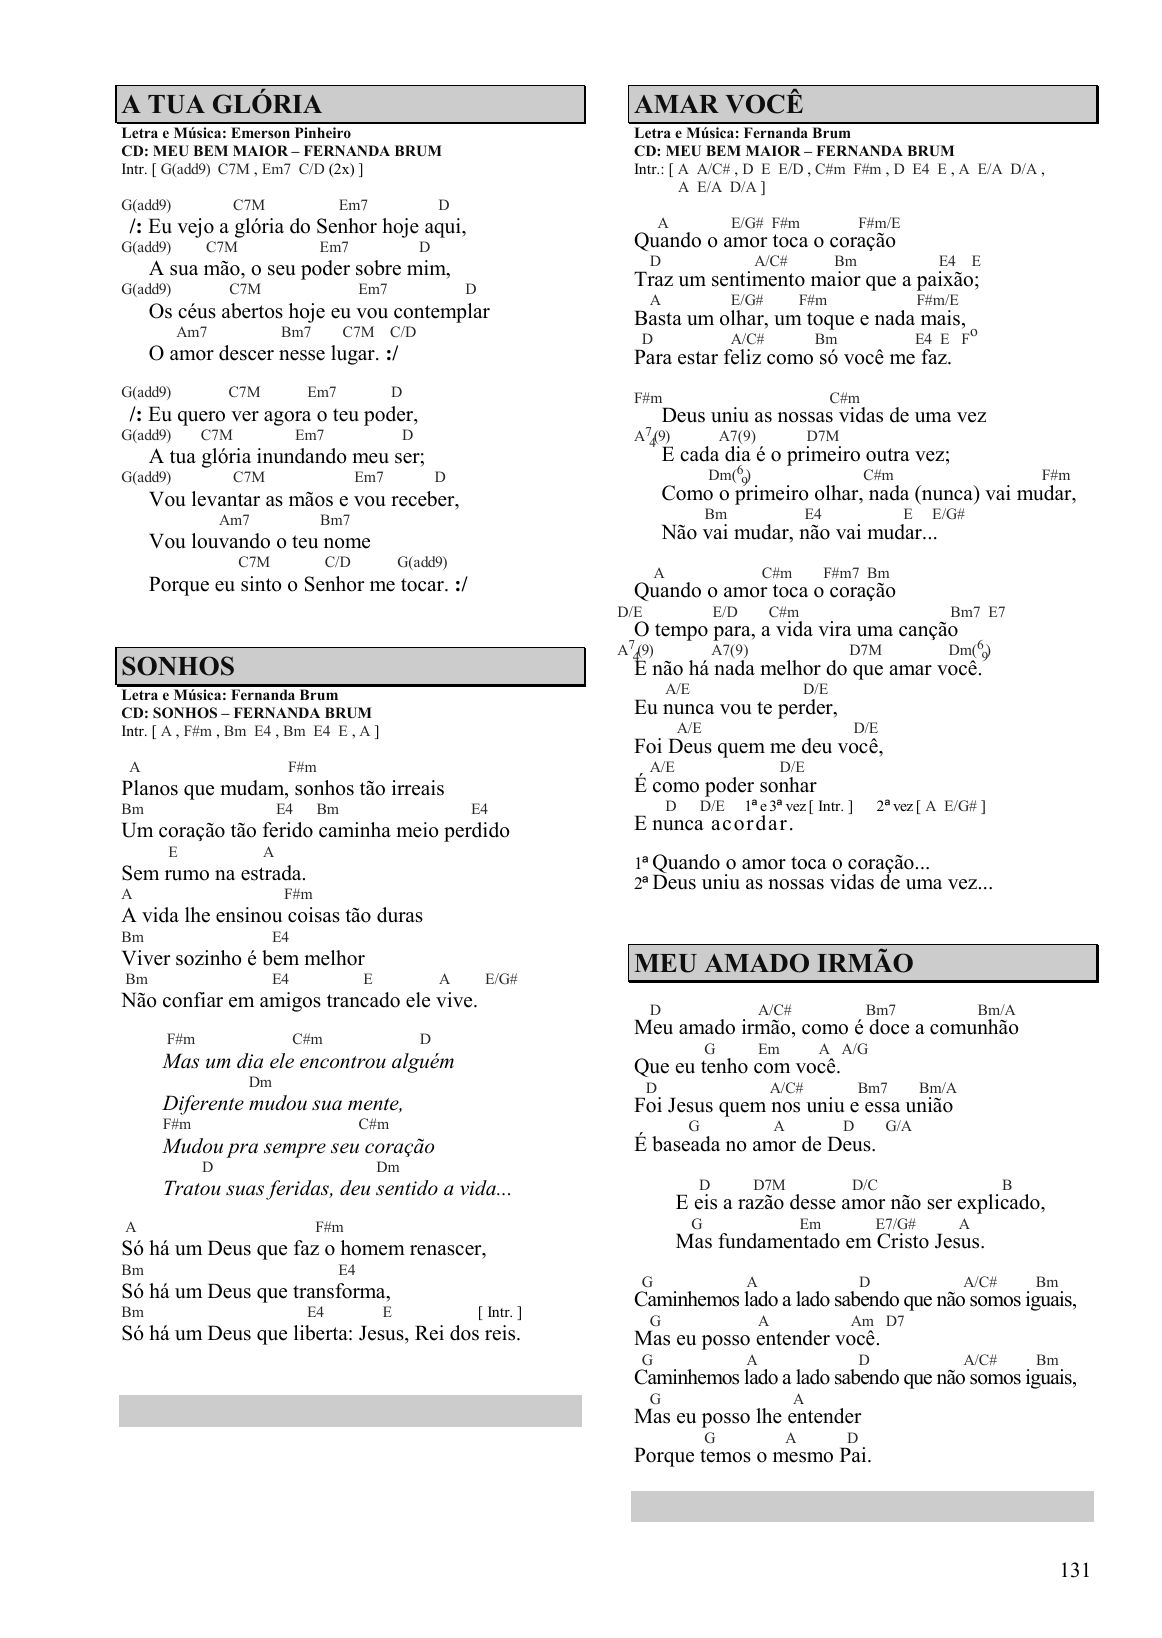 A TUA GLÓRIA
Letra e Música: Emerson Pinheiro
CD: MEU BEM MAIOR – FERNANDA BRUM
Intr. [ G(add9) C7M , Em7 C/D (2x) ]
G(add9) C7M Em7 D
/: Eu vejo a glória do Senhor hoje aqui,
G(add9) C7M Em7 D
A sua mão, o seu poder sobre mim,
G(add9) C7M Em7 D
Os céus abertos hoje eu vou contemplar
Am7 Bm7 C7M C/D
O amor descer nesse lugar. :/
G(add9) C7M Em7 D
/: Eu quero ver agora o teu poder,
G(add9) C7M Em7 D
A tua glória inundando meu ser;
G(add9) C7M Em7 D
Vou levantar as mãos e vou receber,
Am7 Bm7
Vou louvando o teu nome
C7M C/D G(add9)
Porque eu sinto o Senhor me tocar. :/
SONHOS
Letra e Música: Fernanda Brum
CD: SONHOS – FERNANDA BRUM
Intr. [ A , F#m , Bm E4 , Bm E4 E , A ]
A F#m
Planos que mudam, sonhos tão irreais
Bm E4 Bm E4
Um coração tão ferido caminha meio perdido
E A
Sem rumo na estrada.
A F#m
A vida lhe ensinou coisas tão duras
Bm E4
Viver sozinho é bem melhor
Bm E4 E A E/G#
Não confiar em amigos trancado ele vive.
F#m C#m D
Mas um dia ele encontrou alguém
Dm
Diferente mudou sua mente,
F#m C#m
Mudou pra sempre seu coração
D Dm
Tratou suas feridas, deu sentido a vida...
A F#m
Só há um Deus que faz o homem renascer,
Bm E4
Só há um Deus que transforma,
Bm E4 E [ Intr. ]
Só há um Deus que liberta: Jesus, Rei dos reis.
AMAR VOCÊ
Letra e Música: Fernanda Brum
CD: MEU BEM MAIOR – FERNANDA BRUM
Intr.: [ A A/C# , D E E/D , C#m F#m , D E4 E , A E/A D/A ,
A E/A D/A ]
A E/G# F#m F#m/E
Quando o amor toca o coração
D A/C# Bm E4 E
Traz um sentimento maior que a paixão;
A E/G# F#m F#m/E
Basta um olhar, um toque e nada mais,
D A/C# Bm E4 E Fº
Para estar feliz como só você me faz.
F#m C#m
Deus uniu as nossas vidas de uma vez
A7 4(9) A7(9) D7M
E cada dia é o primeiro outra vez;
Dm(6 9) C#m F#m
Como o primeiro olhar, nada (nunca) vai mudar,
Bm E4 E E/G#
Não vai mudar, não vai mudar...
A C#m F#m7 Bm
Quando o amor toca o coração
D/E E/D C#m Bm7 E7
O tempo para, a vida vira uma canção
A7 4(9) A7(9) D7M Dm(6 9)
E não há nada melhor do que amar você.
A/E D/E
Eu nunca vou te perder,
A/E D/E
Foi Deus quem me deu você,
A/E D/E
É como poder sonhar
D D/E 1ª e 3ª vez [ Intr. ] 2ª vez [ A E/G# ]
E nunca acordar.
1ª Quando o amor toca o coração...
2ª Deus uniu as nossas vidas de uma vez...
MEU AMADO IRMÃO
D A/C# Bm7 Bm/A
Meu amado irmão, como é doce a comunhão
G Em A A/G
Que eu tenho com você.
D A/C# Bm7 Bm/A
Foi Jesus quem nos uniu e essa união
G A D G/A
É baseada no amor de Deus.
D D7M D/C B
E eis a razão desse amor não ser explicado,
G Em E7/G# A
Mas fundamentado em Cristo Jesus.
G A D A/C# Bm
Caminhemos lado a lado sabendo que não somos iguais,
G A Am D7
Mas eu posso entender você.
G A D A/C# Bm
Caminhemos lado a lado sabendo que não somos iguais,
G A
Mas eu posso lhe entender
G A D
Porque temos o mesmo Pai.
131